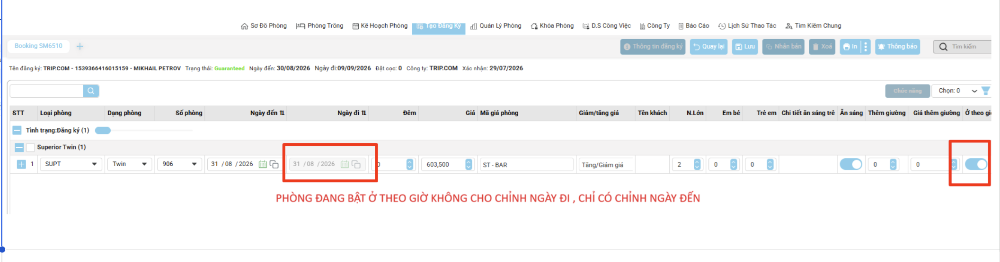 Sơ Đồ Phòng Phòng Trống Kế Hoạch Phòng Tạo Đăng Ký Quản Lý Phòng Khóa Phòng D.S Công Việc Công Ty Báo Cáo Lịch Sử Thao Tác Tìm Kiếm Chung
Booking SM6510 + Thông tin đăng ký Quay lại Lưu Nhân bản Xoá In Thông báo Tìm kiếm
Tên đăng ký: TRIP.COM - 1539366416015159 - MIKHAIL PETROV Trạng thái: Guaranteed Ngày đến: 30/08/2026 Ngày đi:09/09/2026 Đặt cọc: 0 Công ty: TRIP.COM Xác nhận: 29/07/2026
Chức năng Chọn: 0
STT Loại phòng Dạng phòng Số phòng Ngày đến Ngày đi Đêm Giá Mã giá phòng Giảm/tăng giá Tên khách N.Lớn Em bé Trẻ em Chi tiết ăn sáng trẻ Ăn sáng Thêm giường Giá thêm giường Ở theo
Tình trạng:Đăng ký (1)
Superior Twin (1)
1 SUPT Twin 906 31 /08 /2026 31 /08 /2026 0 603,500 ST - BAR Tăng/Giảm giá 2 0 0 0 0
PHÒNG ĐANG BẬT Ở THEO GIỜ KHÔNG CHO CHỈNH NGÀY ĐI , CHỈ CÓ CHỈNH NGÀY ĐẾN